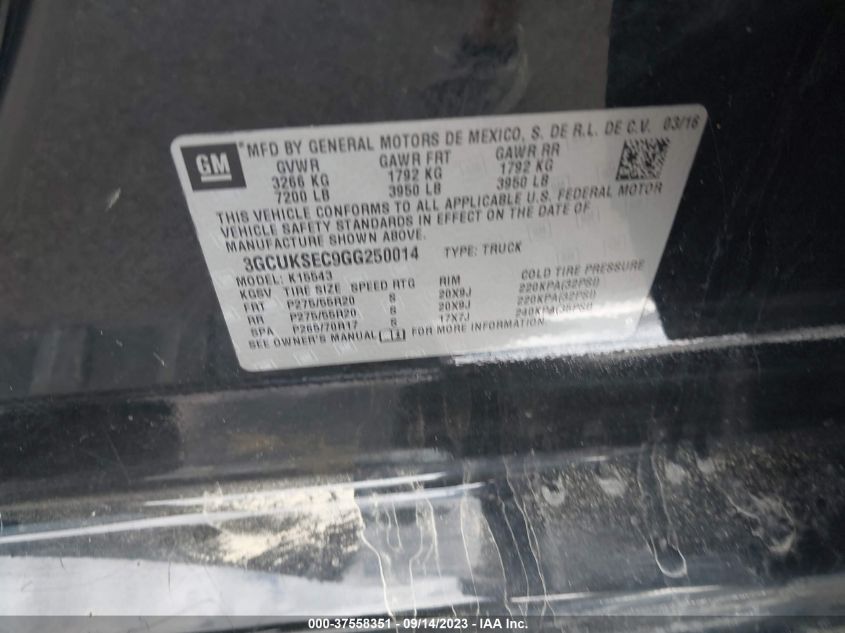 GM
MFD BY GENERAL MOTORS DE MEXICO, S. DE R.L. DE C.V. 03/16
GVWR GAWR FRT GAWR RR
3266 KG 1792 KG 1792 KG
7200 LB 3950 LB 3950 LB
THIS VEHICLE CONFORMS TO ALL APPLICABLE U.S. FEDERAL MOTOR
VEHICLE SAFETY STANDARDS IN EFFECT ON THE DATE OF
MANUFACTURE SHOWN ABOVE.
3GCUKSEC9GG250014 TYPE: TRUCK
MODEL: K15543
KGSV TIRE SIZE SPEED RTG RIM COLD TIRE PRESSURE
FRT P275/55R20 S 20X9J 220KPA(32PSI)
RR P275/55R20 S 20X9J 220KPA(32PSI)
SPA P265/70R17 S 17X7J 240KPA(35PSI)
SEE OWNER'S MANUAL FOR MORE INFORMATION
000-37558351 - 09/14/2023 - IAA Inc.